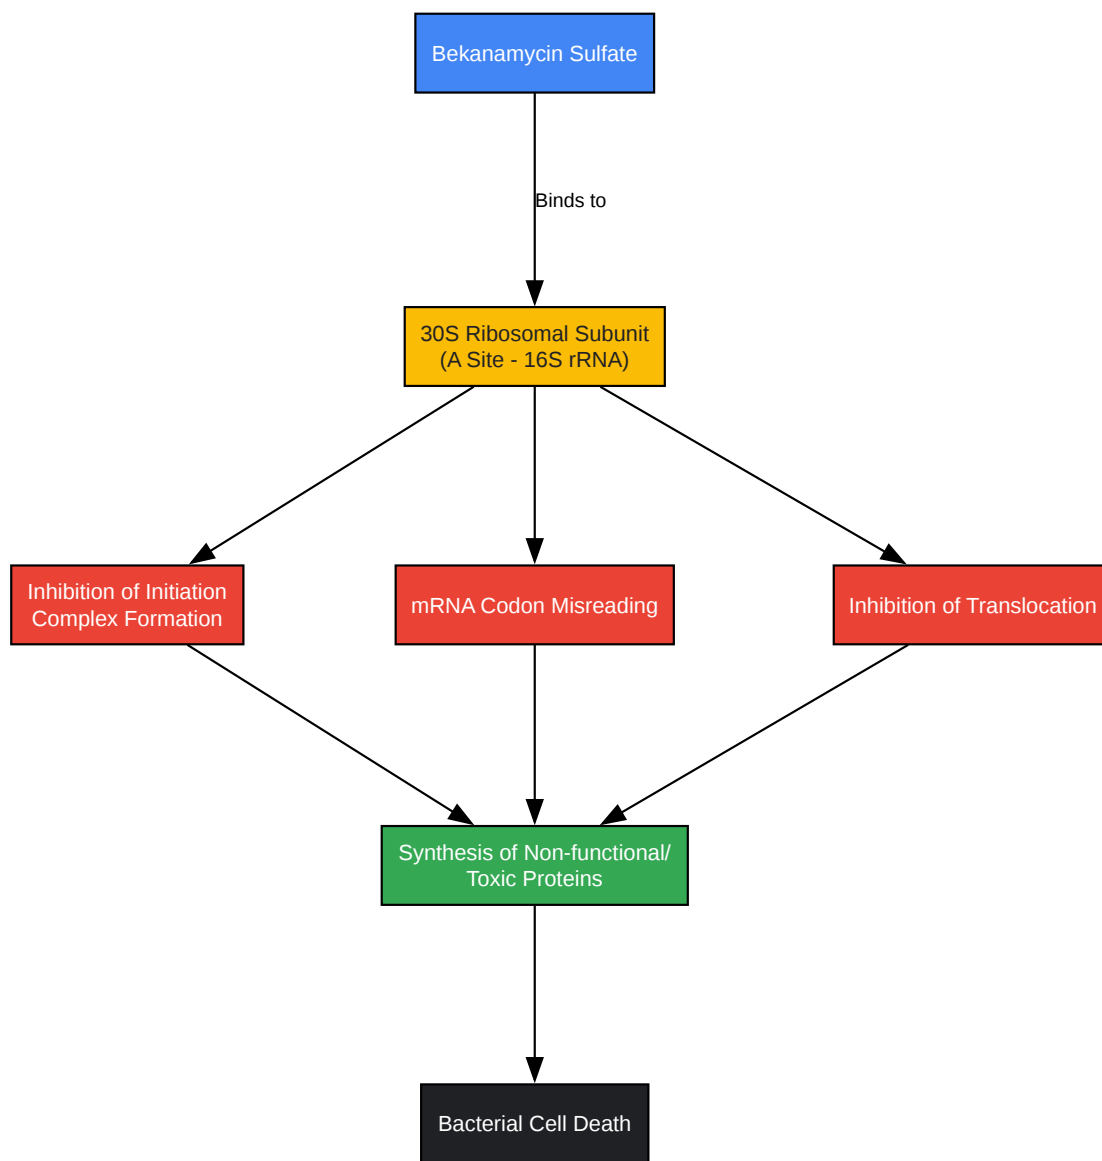 Bekanamycin Sulfate
Binds to
30S Ribosomal Subunit
(A Site - 16S rRNA)
Inhibition of Initiation
Complex Formation
mRNA Codon Misreading
Inhibition of Translocation
Synthesis of Non-functional/
Toxic Proteins
Bacterial Cell Death